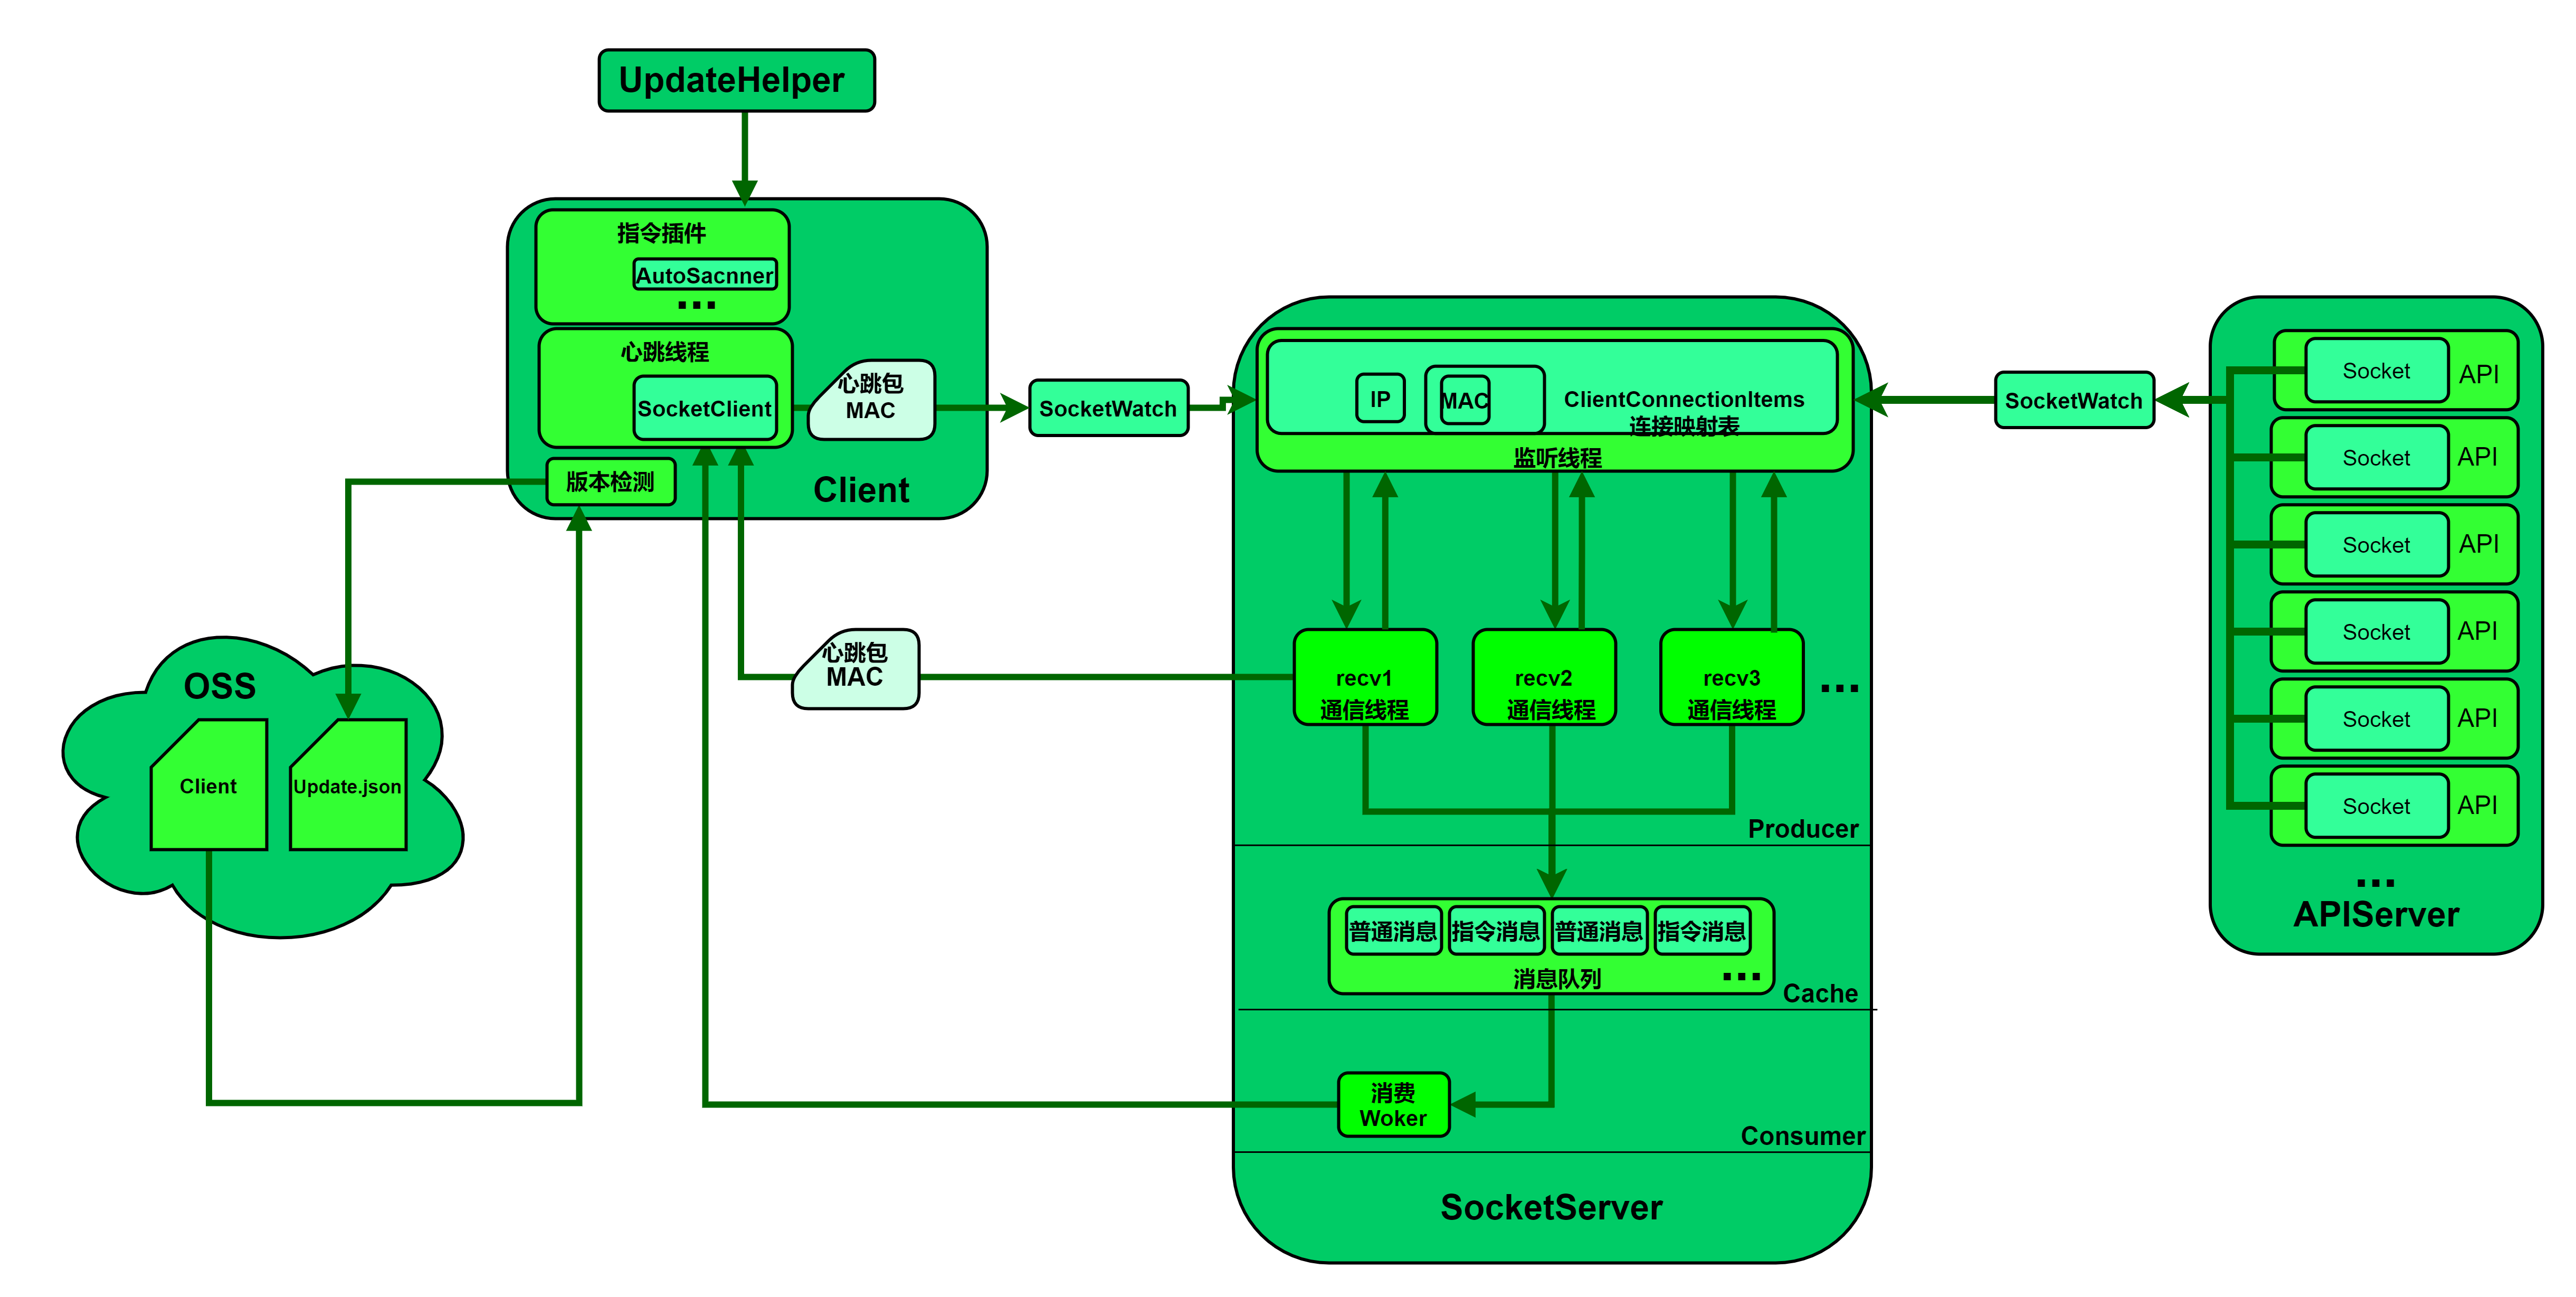 UpdateHelper
指令插件
AutoSacnner
...
心跳线程
SocketClient
心跳包
MAC
版本检测
Client
SocketWatch
IP
MAC
ClientConnectionItems
连接映射表
监听线程
SocketWatch
Socket
API
Socket
API
Socket
API
Socket
API
Socket
API
Socket
API
...
APIServer
OSS
Client
Update.json
心跳包
MAC
recv1
通信线程
recv2
通信线程
recv3
通信线程
...
Producer
普通消息
指令消息
普通消息
指令消息
消息队列
...
Cache
消费
Woker
Consumer
SocketServer